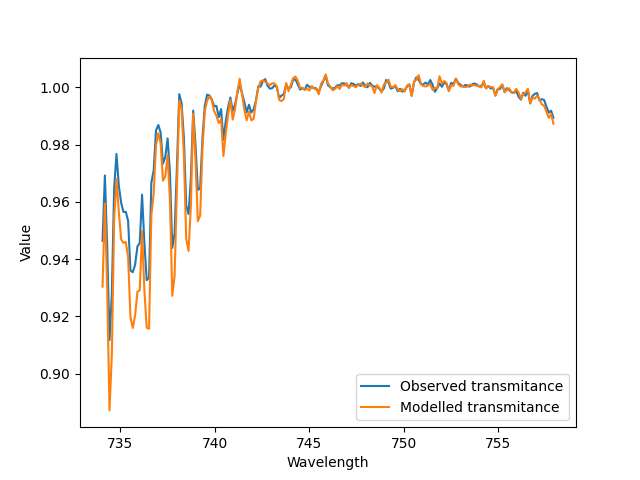 1.00
0.98
0.96
0.94
0.92
0.90
Value
Observed transmitance
Modelled transmitance
735
740
745
750
755
Wavelength